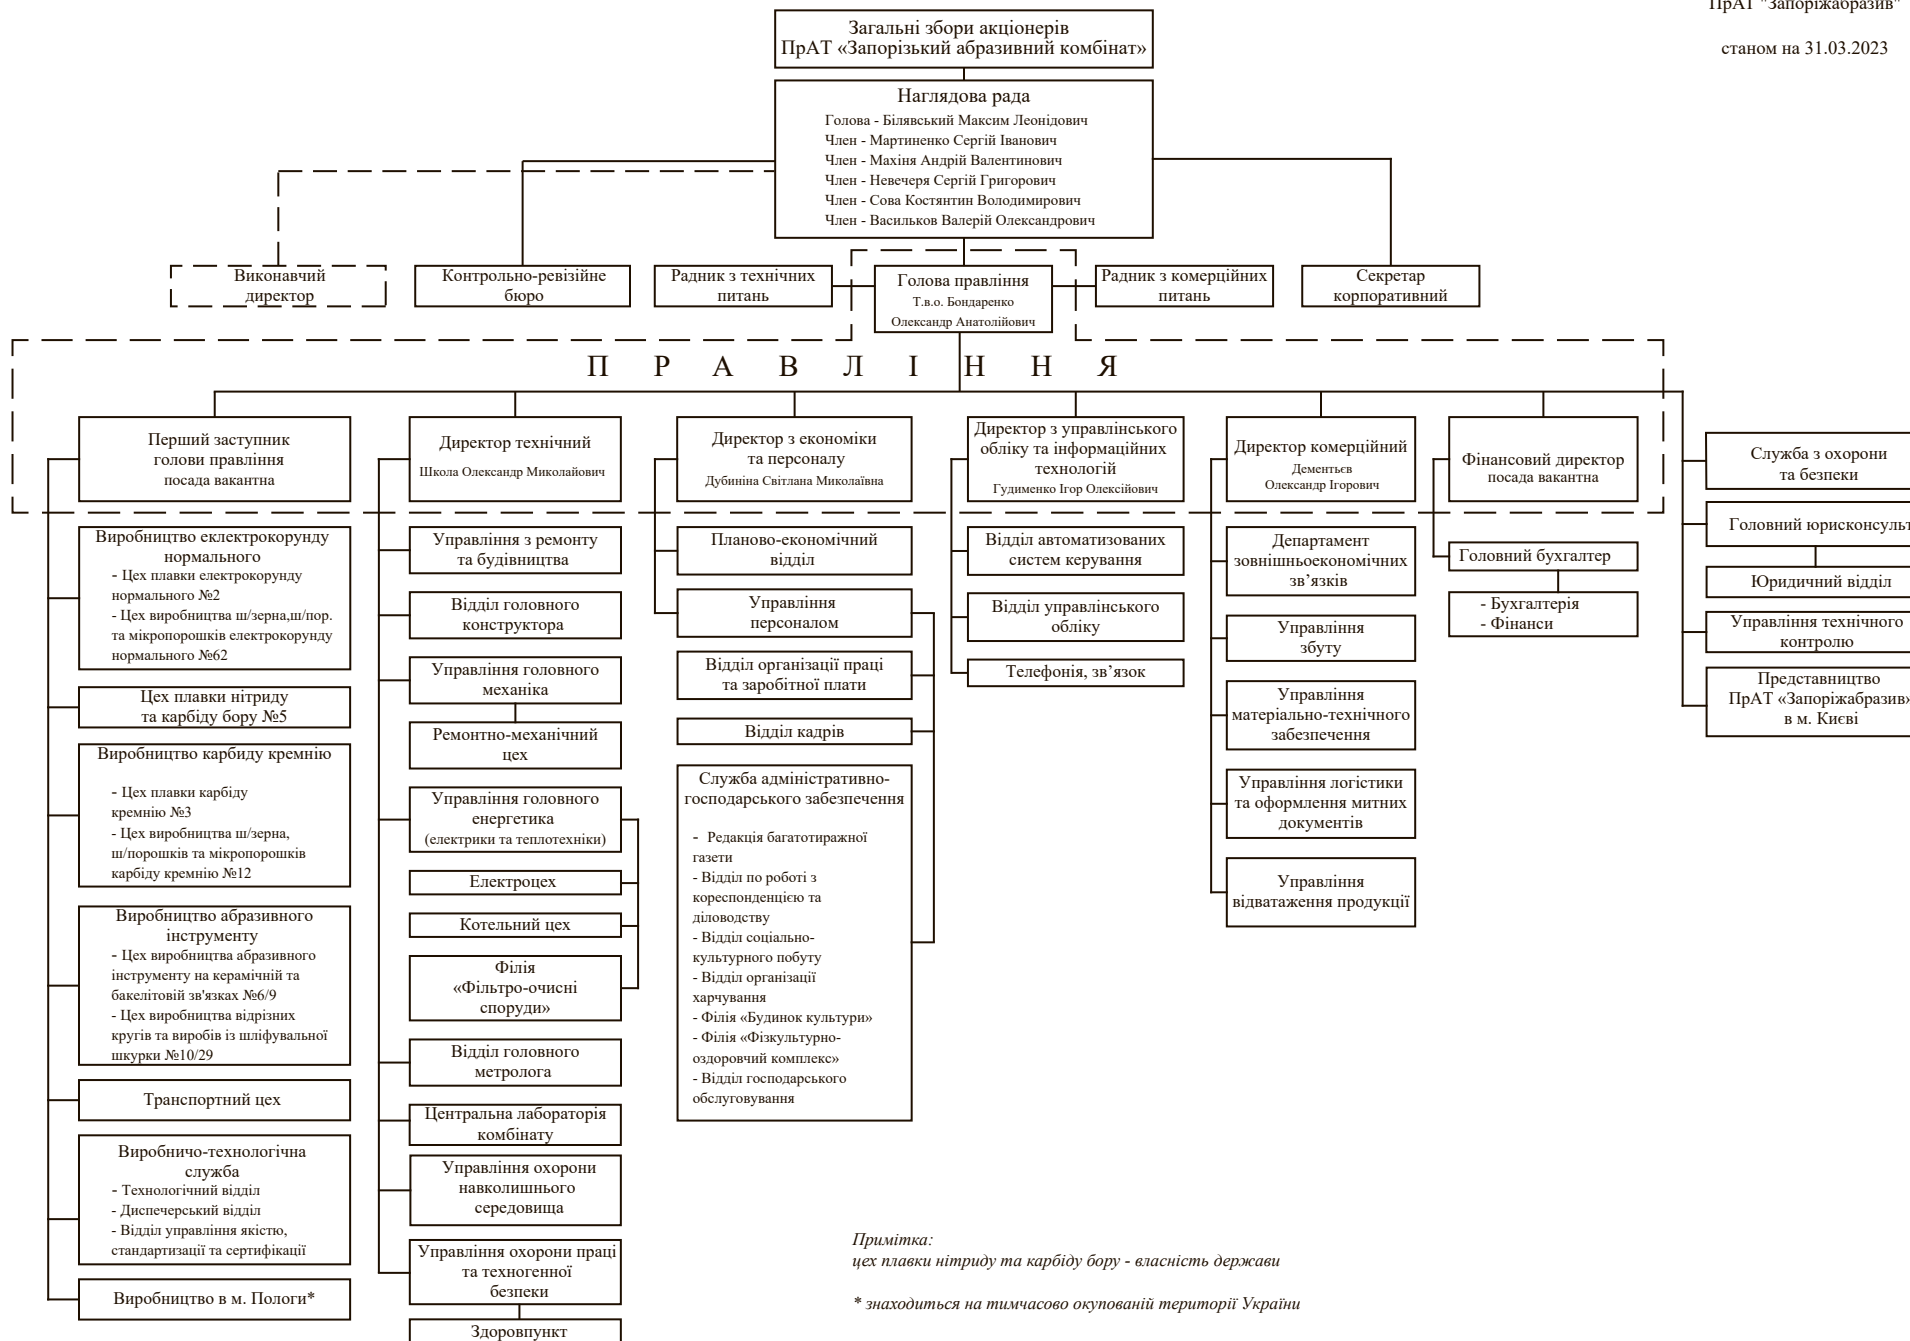 ПрАТ "Запоріжабразив"
станом на 31.03.2023
Загальні збори акціонерів
ПрАТ «Запорізький абразивний комбінат»
Наглядова рада
Голова - Білявський Максим Леонідович
Член - Мартиненко Сергій Іванович
Член - Махіня Андрій Валентинович
Член - Невечеря Сергій Григорович
Член - Сова Костянтин Володимирович
Член - Васильков Валерій Олександрович
Виконавчий
директор
Контрольно-ревізійне
бюро
Радник з технічних
питань
Голова правління
Т.в.о. Бондаренко
Олександр Анатолійович
Радник з комерційних
питань
Секретар
корпоративний
П Р А В Л І Н Н Я
Перший заступник
голови правління
посада вакантна
Виробництво еклектрокорунду
нормального
- Цех плавки електрокорунду
нормального №2
- Цех виробництва ш/зерна,ш/пор.
та мікропорошків електрокорунду
нормального №62
Цех плавки нітриду
та карбіду бору №5
Виробництво карбиду кремнію
- Цех плавки карбіду
кремнію №3
- Цех виробництва ш/зерна,
ш/порошків та мікропорошків
карбіду кремнію №12
Виробництво абразивного
інструменту
- Цех виробництва абразивного
інструменту на керамічній та
бакелітовій зв'язках №6/9
- Цех виробництва відрізних
кругів та виробів із шліфувальної
шкурки №10/29
Транспортний цех
Виробничо-технологічна
служба
- Технологічний відділ
- Диспечерський відділ
- Відділ управління якістю,
стандартизації та сертифікації
Виробництво в м. Пологи*
Директор технічний
Школа Олександр Миколайович
Управління з ремонту
та будівництва
Відділ головного
конструктора
Управління головного
механіка
Ремонтно-механічний
цех
Управління головного
енергетика
(електрики та теплотехніки)
Електроцех
Котельний цех
Філія
«Фільтро-очисні
споруди»
Відділ головного
метролога
Центральна лабораторія
комбінату
Управління охорони
навколишнього
середовища
Управління охорони праці
та техногенної
безпеки
Здоровпункт
Директор з економіки
та персоналу
Дубиніна Світлана Миколаївна
Планово-економічний
відділ
Управління
персоналом
Відділ організації праці
та заробітної плати
Відділ кадрів
Служба адміністративно-
господарського забезпечення
- Редакція багатотиражної
газети
- Відділ по роботі з
кореспонденцією та
діловодству
- Відділ соціально-
культурного побуту
- Відділ організації
харчування
- Філія «Будинок культури»
- Філія «Фізкультурно-
оздоровчий комплекс»
- Відділ господарського
обслуговування
Директор з управлінського
обліку та інформаційних
технологій
Гудименко Ігор Олексійович
Відділ автоматизованих
систем керування
Відділ управлінського
обліку
Телефонія, зв’язок
Директор комерційний
Дементьєв
Олександр Ігорович
Департамент
зовнішньоекономічних
зв’язків
Управління
збуту
Управління
матеріально-технічного
забезпечення
Управління логістики
та оформлення митних
документів
Управління
відватаження продукції
Фінансовий директор
посада вакантна
Головний бухгалтер
- Бухгалтерія
- Фінанси
Служба з охорони
та безпеки
Головний юрисконсульт
Юридичний відділ
Управління технічного
контролю
Представництво
ПрАТ «Запоріжабразив»
в м. Києві
Примітка:
цех плавки нітриду та карбіду бору - власність держави
* знаходиться на тимчасово окупованій території України